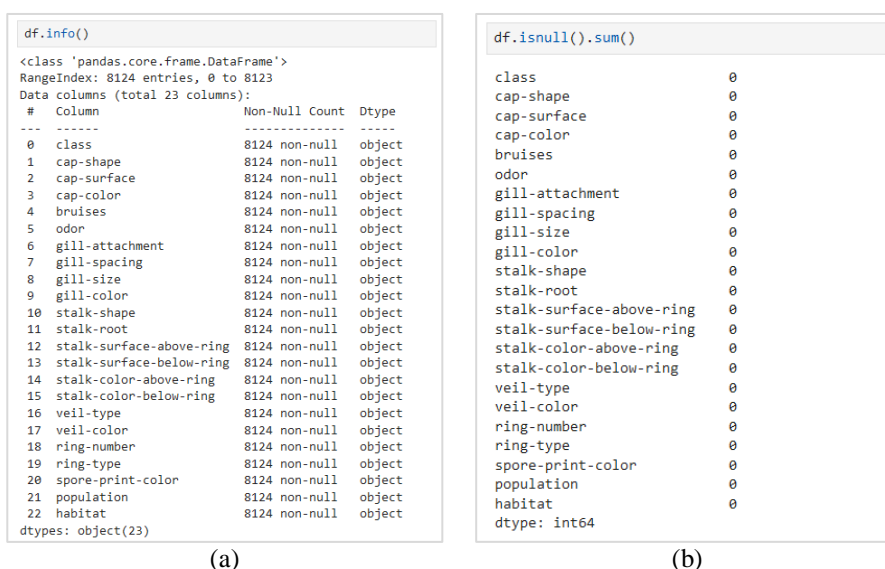 df.info()
<class 'pandas.core.frame.DataFrame'>
RangeIndex: 8124 entries, 0 to 8123
Data columns (total 23 columns):
 #   Column                    Non-Null Count  Dtype
---  ------                    --------------  -----
 0   class                     8124 non-null   object
 1   cap-shape                 8124 non-null   object
 2   cap-surface               8124 non-null   object
 3   cap-color                 8124 non-null   object
 4   bruises                   8124 non-null   object
 5   odor                      8124 non-null   object
 6   gill-attachment           8124 non-null   object
 7   gill-spacing              8124 non-null   object
 8   gill-size                 8124 non-null   object
 9   gill-color                8124 non-null   object
 10  stalk-shape               8124 non-null   object
 11  stalk-root                8124 non-null   object
 12  stalk-surface-above-ring  8124 non-null   object
 13  stalk-surface-below-ring  8124 non-null   object
 14  stalk-color-above-ring    8124 non-null   object
 15  stalk-color-below-ring    8124 non-null   object
 16  veil-type                 8124 non-null   object
 17  veil-color                8124 non-null   object
 18  ring-number               8124 non-null   object
 19  ring-type                 8124 non-null   object
 20  spore-print-color         8124 non-null   object
 21  population                8124 non-null   object
 22  habitat                   8124 non-null   object
dtypes: object(23)
(a)
df.isnull().sum()
class                       0
cap-shape                   0
cap-surface                 0
cap-color                   0
bruises                     0
odor                        0
gill-attachment             0
gill-spacing                0
gill-size                   0
gill-color                  0
stalk-shape                 0
stalk-root                  0
stalk-surface-above-ring    0
stalk-surface-below-ring    0
stalk-color-above-ring      0
stalk-color-below-ring      0
veil-type                   0
veil-color                  0
ring-number                 0
ring-type                   0
spore-print-color           0
population                  0
habitat                     0
dtype: int64
(b)